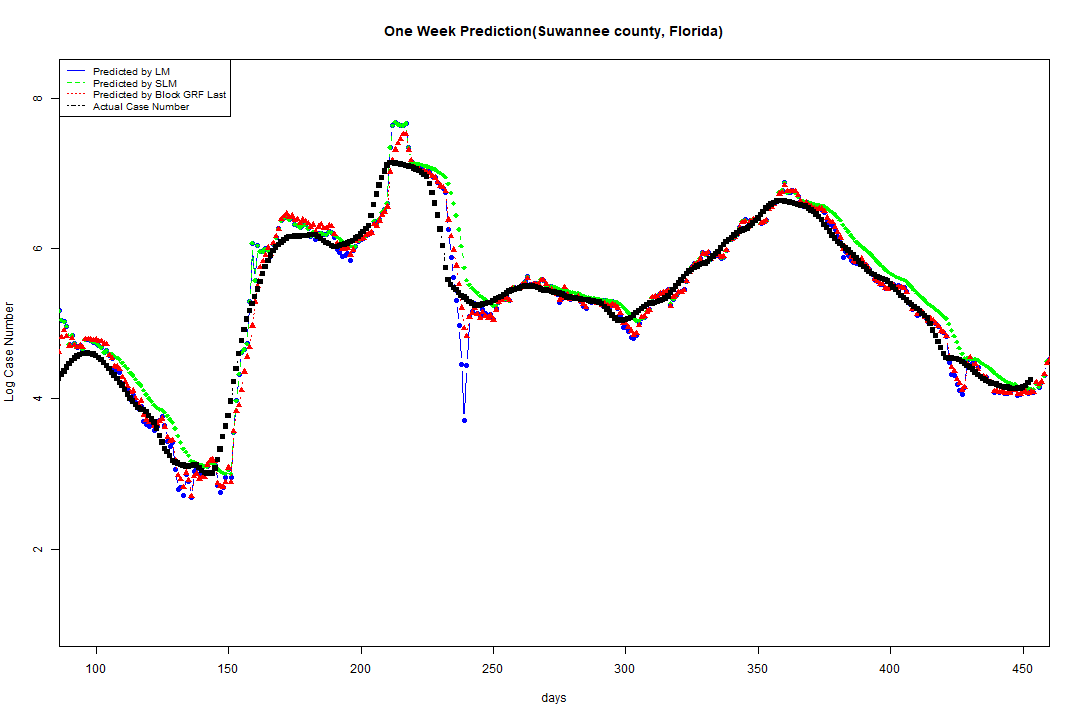 One Week Prediction(Suwannee county, Florida)
Predicted by LM
Predicted by SLM
Predicted by Block GRF Last
Actual Case Number
8
6
4
2
Log Case Number
100 150 200 250 300 350 400 450
days